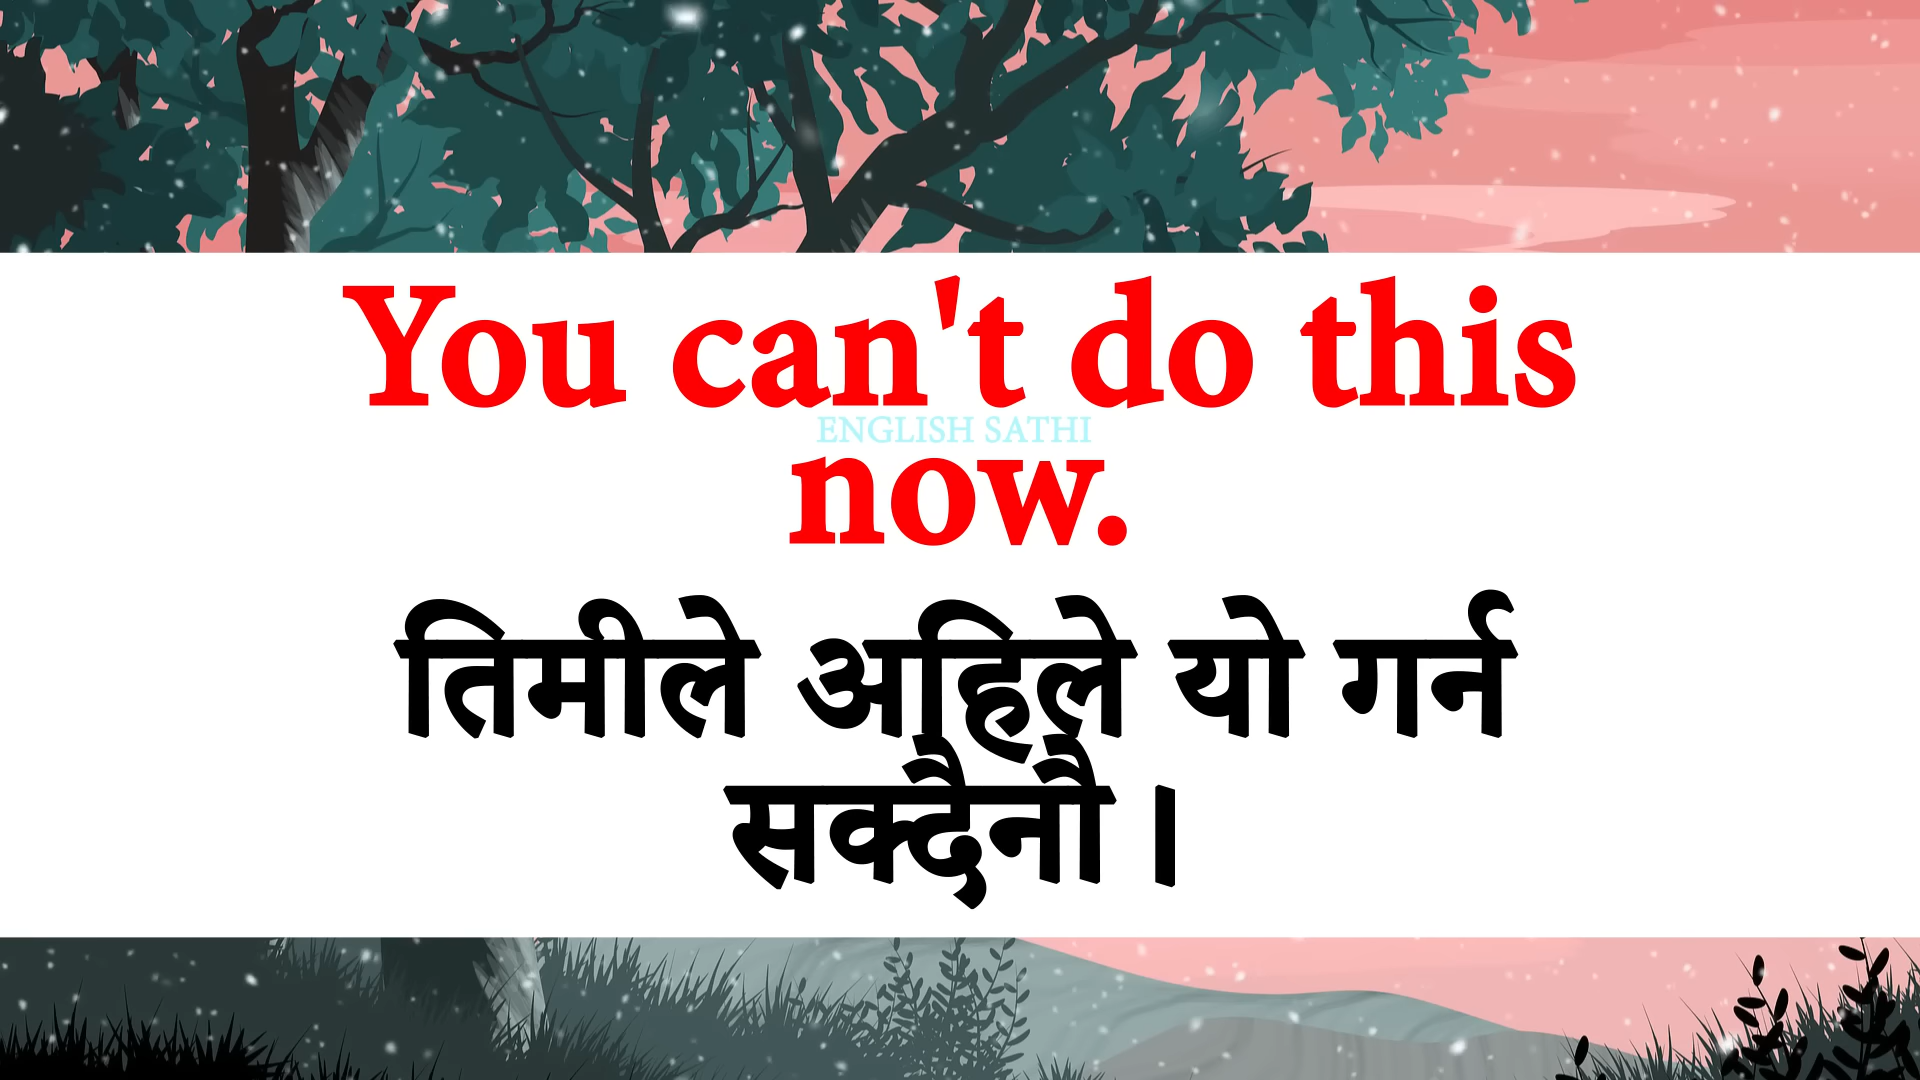 You can't do this
ENGLISH SATHI
now.
तिमीले अहिले यो गर्न
सक्दैनौ ।